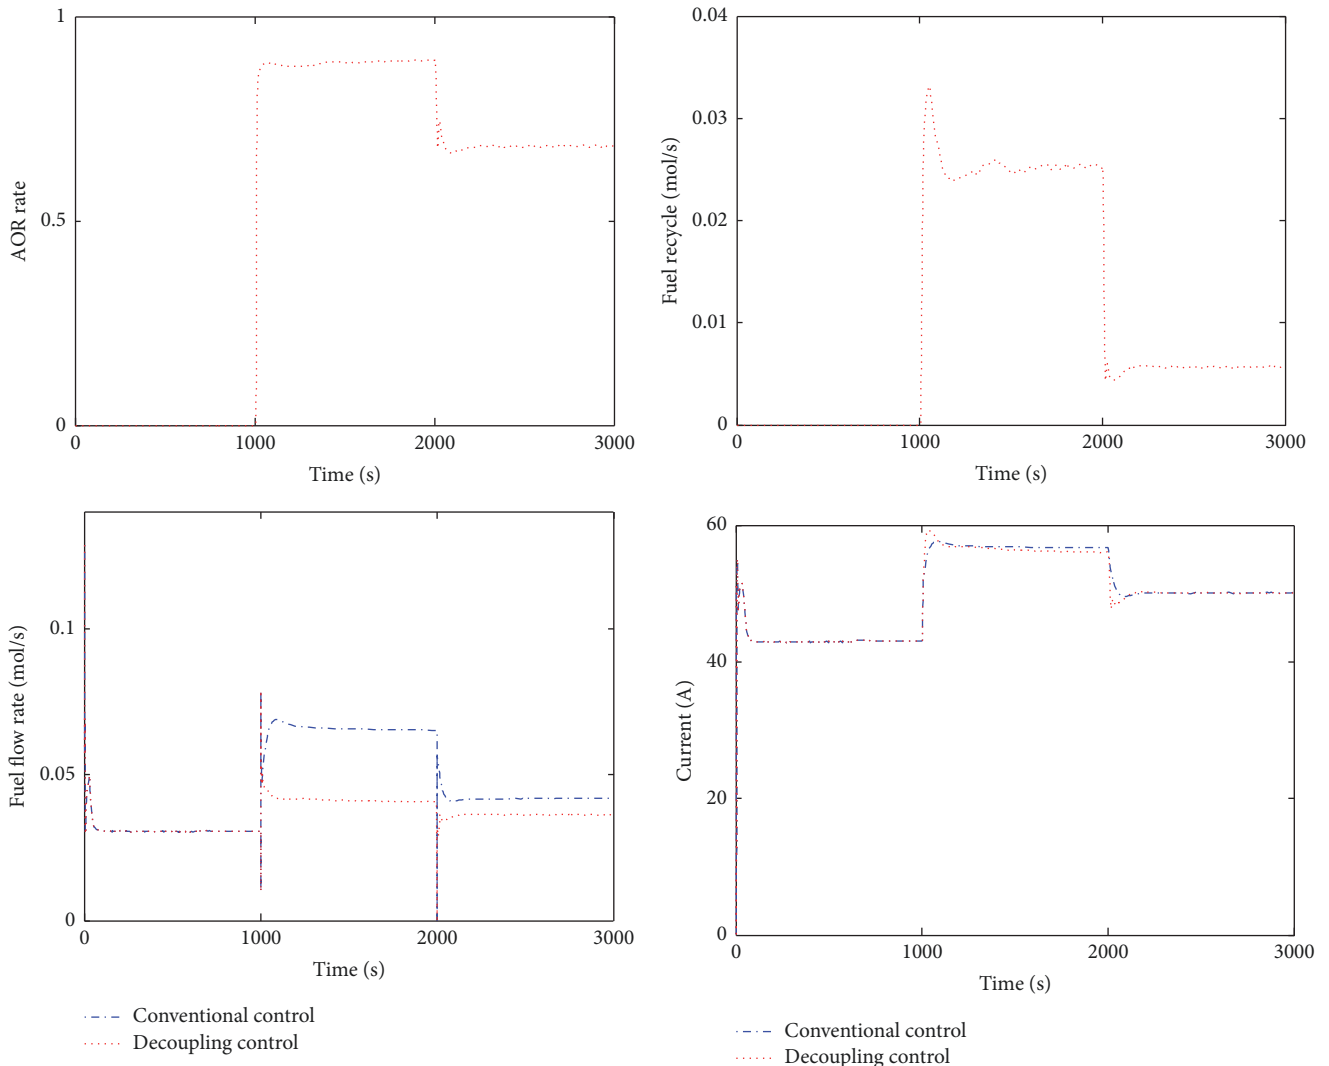 1
0.5
0
AOR rate
0
1000
2000
3000
Time (s)
0.04
0.03
0.02
0.01
0
Fuel recycle (mol/s)
0
1000
2000
3000
Time (s)
0.1
0.05
0
Fuel flow rate (mol/s)
0
1000
2000
3000
Time (s)
Conventional control
Decoupling control
60
40
20
0
Current (A)
0
1000
2000
3000
Time (s)
Conventional control
Decoupling control